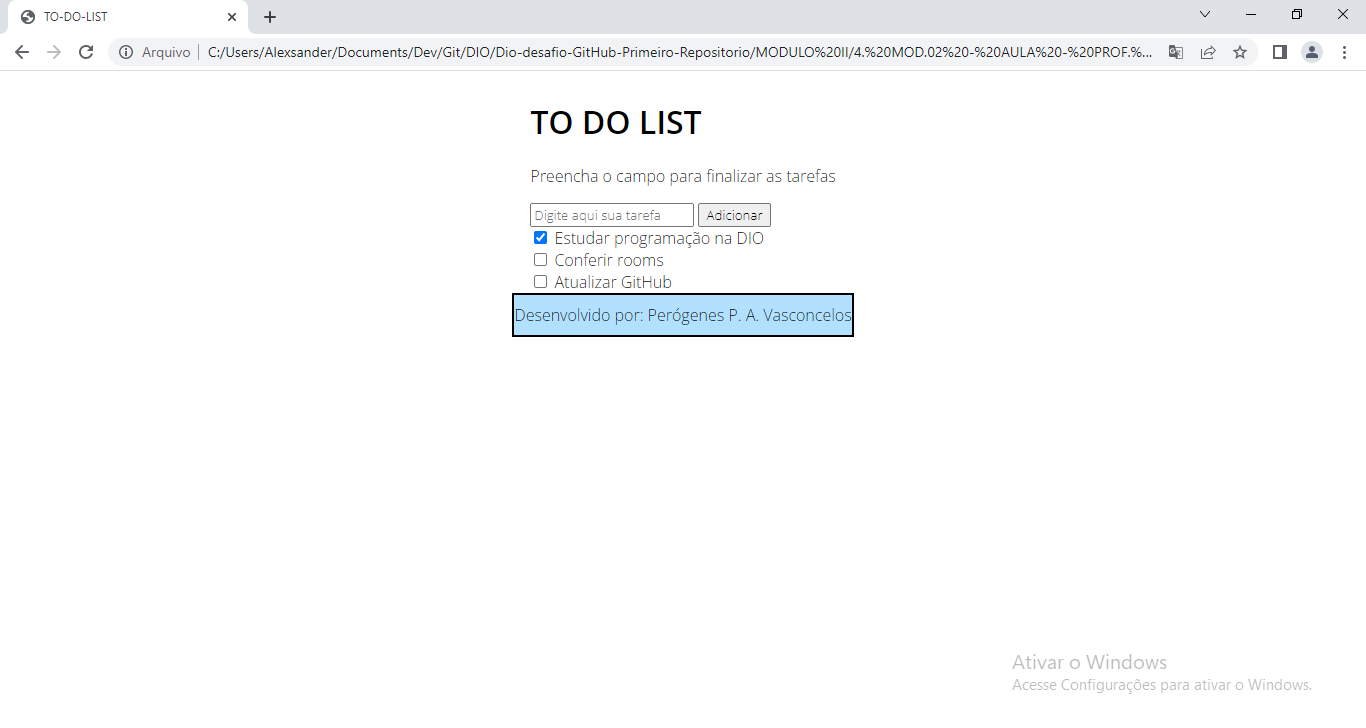 TO-DO-LIST
Arquivo C:/Users/Alexsander/Documents/Dev/Git/DIO/Dio-desafio-GitHub-Primeiro-Repositorio/MODULO%20II/4.%20MOD.02%20-%20AULA%20-%20PROF.%...
TO DO LIST
Preencha o campo para finalizar as tarefas
Digite aqui sua tarefa Adicionar
Estudar programação na DIO
Conferir rooms
Atualizar GitHub
Desenvolvido por: Perógenes P. A. Vasconcelos
Ativar o Windows
Acesse Configurações para ativar o Windows.